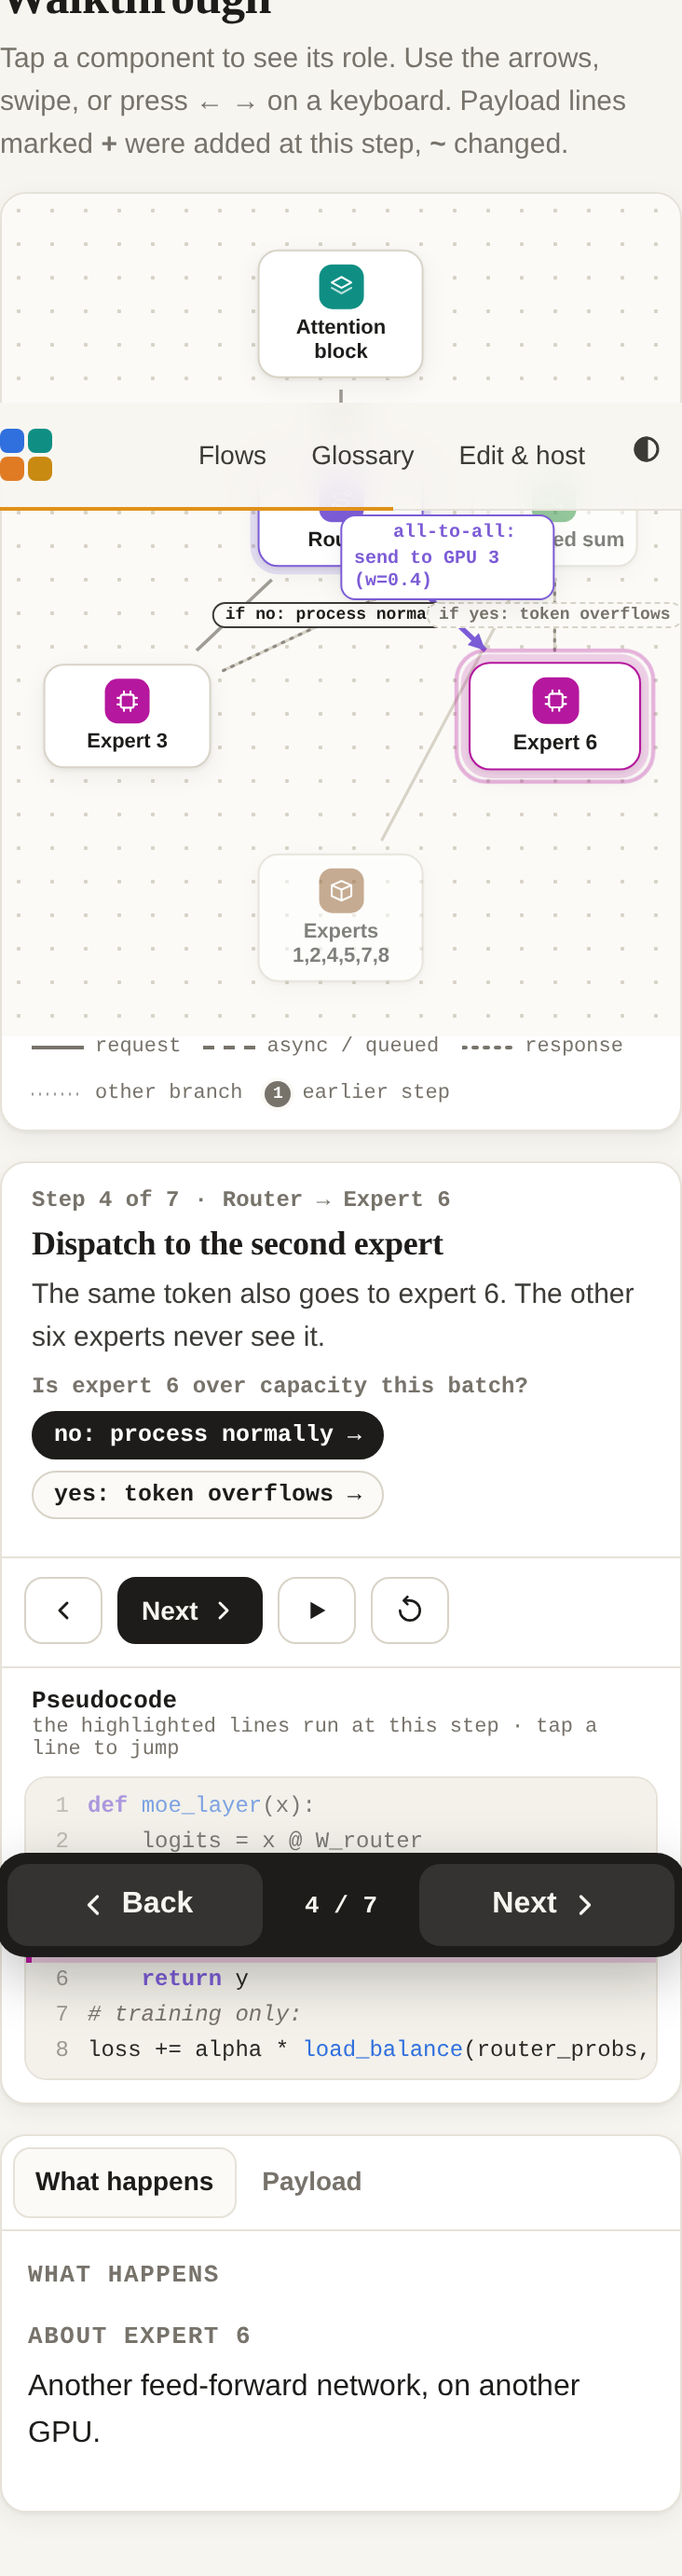 Walkthrough
Tap a component to see its role. Use the arrows,
swipe, or press ← → on a keyboard. Payload lines
marked + were added at this step, ~ changed.
Attention
block
Flows
Glossary
Edit & host
all-to-all:
send to GPU 3
(w=0.4)
Rou
ed sum
if no: process norma
if yes: token overflows
Expert 3
Expert 6
Experts
1,2,4,5,7,8
request
async / queued
response
other branch
1 earlier step
Step 4 of 7 · Router → Expert 6
Dispatch to the second expert
The same token also goes to expert 6. The other
six experts never see it.
Is expert 6 over capacity this batch?
no: process normally →
yes: token overflows →
Next
Pseudocode
the highlighted lines run at this step · tap a
line to jump
1 def moe_layer(x):
2 logits = x @ W_router
Back
4 / 7
Next
6 return y
7 # training only:
8 loss += alpha * load_balance(router_probs,
What happens
Payload
WHAT HAPPENS
ABOUT EXPERT 6
Another feed-forward network, on another
GPU.